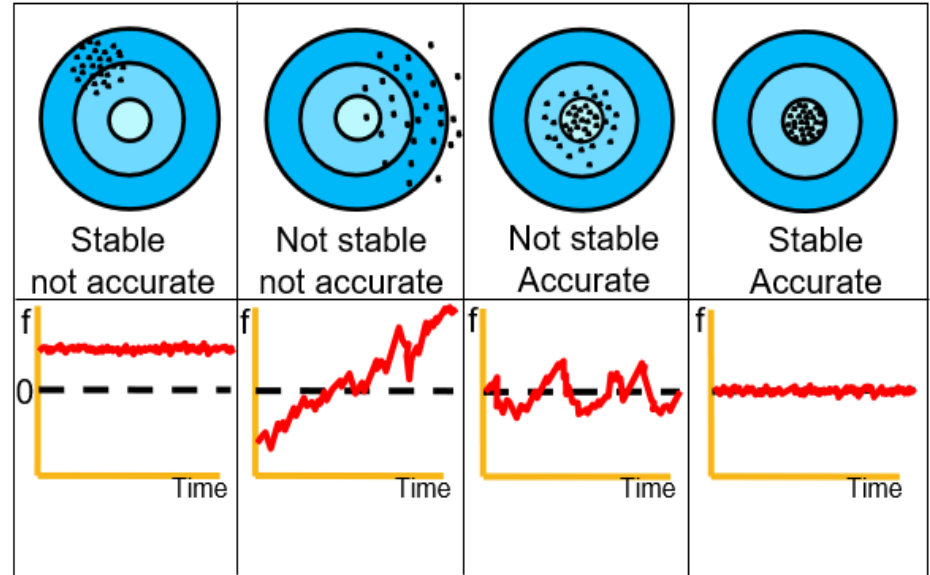 Stable
not accurate
Not stable
not accurate
Not stable
Accurate
Stable
Accurate
f
0
Time
f
Time
f
Time
f
Time